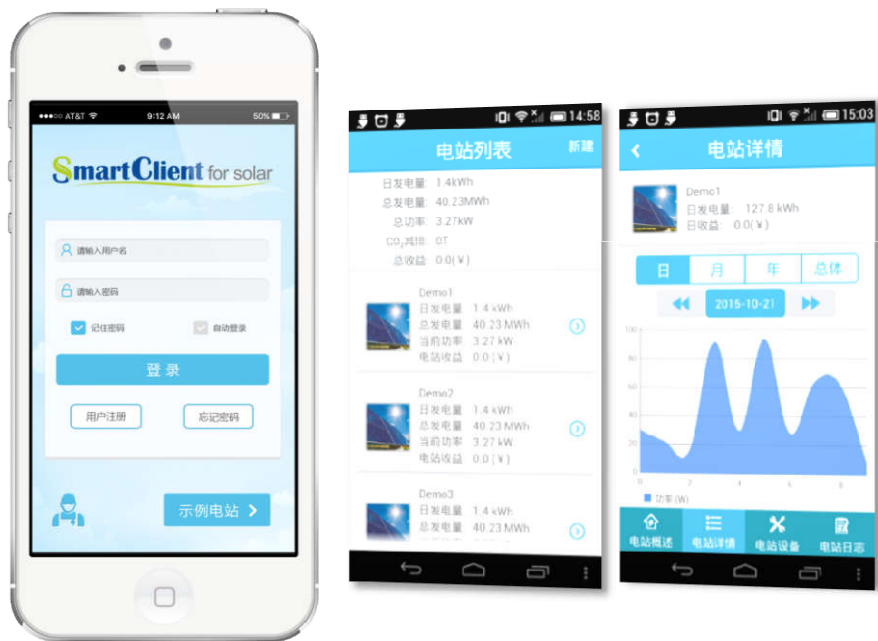 AT&T 9:12 AM 50%
SmartClient for solar
请输入用户名
请输入密码
记住密码 自动登录
登 录
用户注册 忘记密码
示例电站
14:58
电站列表 新建
日发电量: 1.4kWh
总发电量: 40.23MWh
总功率: 3.27kW
CO₂减排: 0T
总收益: 0.0(¥)
Demo1
日发电量 1.4 kWh
总发电量 40.23 MWh
当前功率 3.27 kW
电站收益 0.0 (¥)
Demo2
日发电量 1.4 kWh
总发电量 40.23 MWh
当前功率 3.27 kW
电站收益 0.0 (¥)
Demo3
日发电量 1.4 kWh
总发电量 40.23 MWh
15:03
电站详情
Demo1
日发电量: 127.8 kWh
日收益: 0.0(¥)
日 月 年 总体
2015-10-21
100
80
60
40
20
0
0 2 4 6 8
功率(W)
电站概述 电站详情 电站设备 电站日志